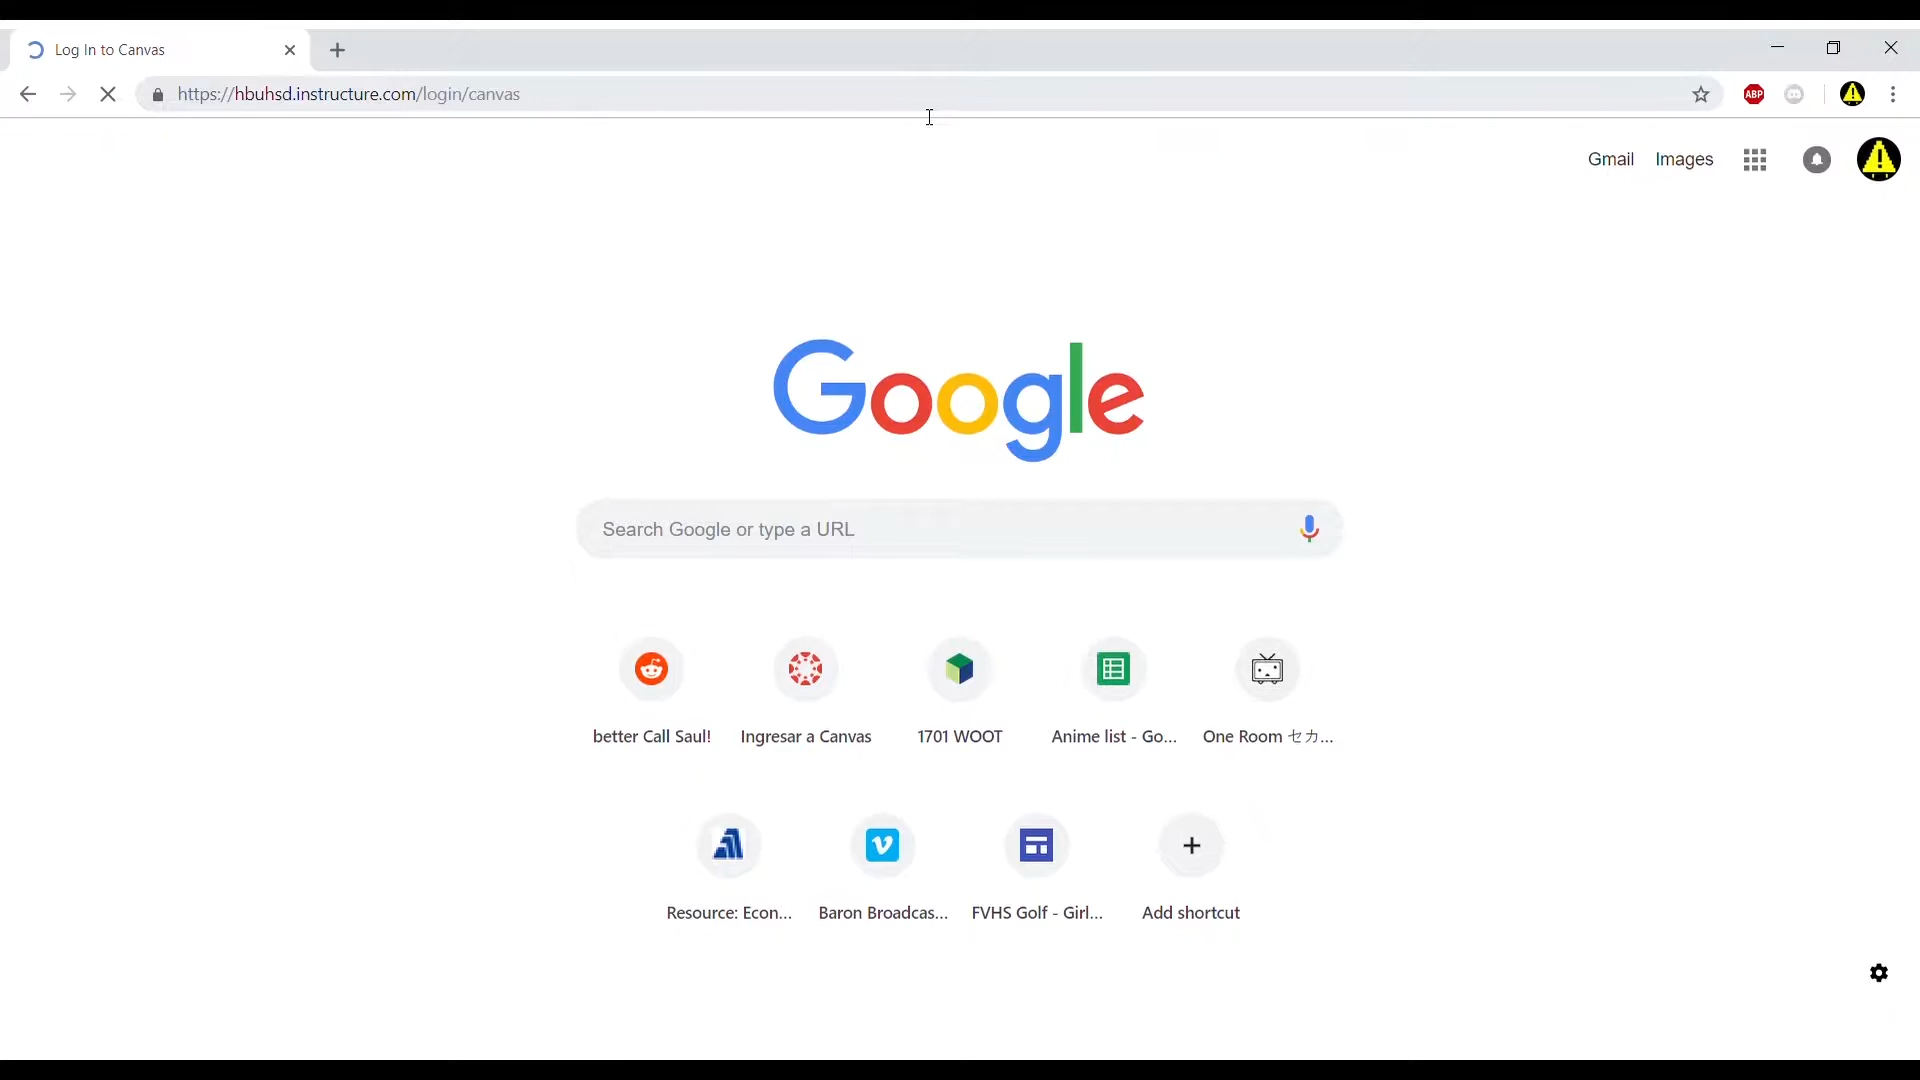 Log In to Canvas
https://hbuhsd.instructure.com/login/canvas
ABP
Gmail Images
Google
Search Google or type a URL
better Call Saul! Ingresar a Canvas 1701 WOOT Anime list - Go... One Room セカ...
Resource: Econ... Baron Broadcas... FVHS Golf - Girl... Add shortcut